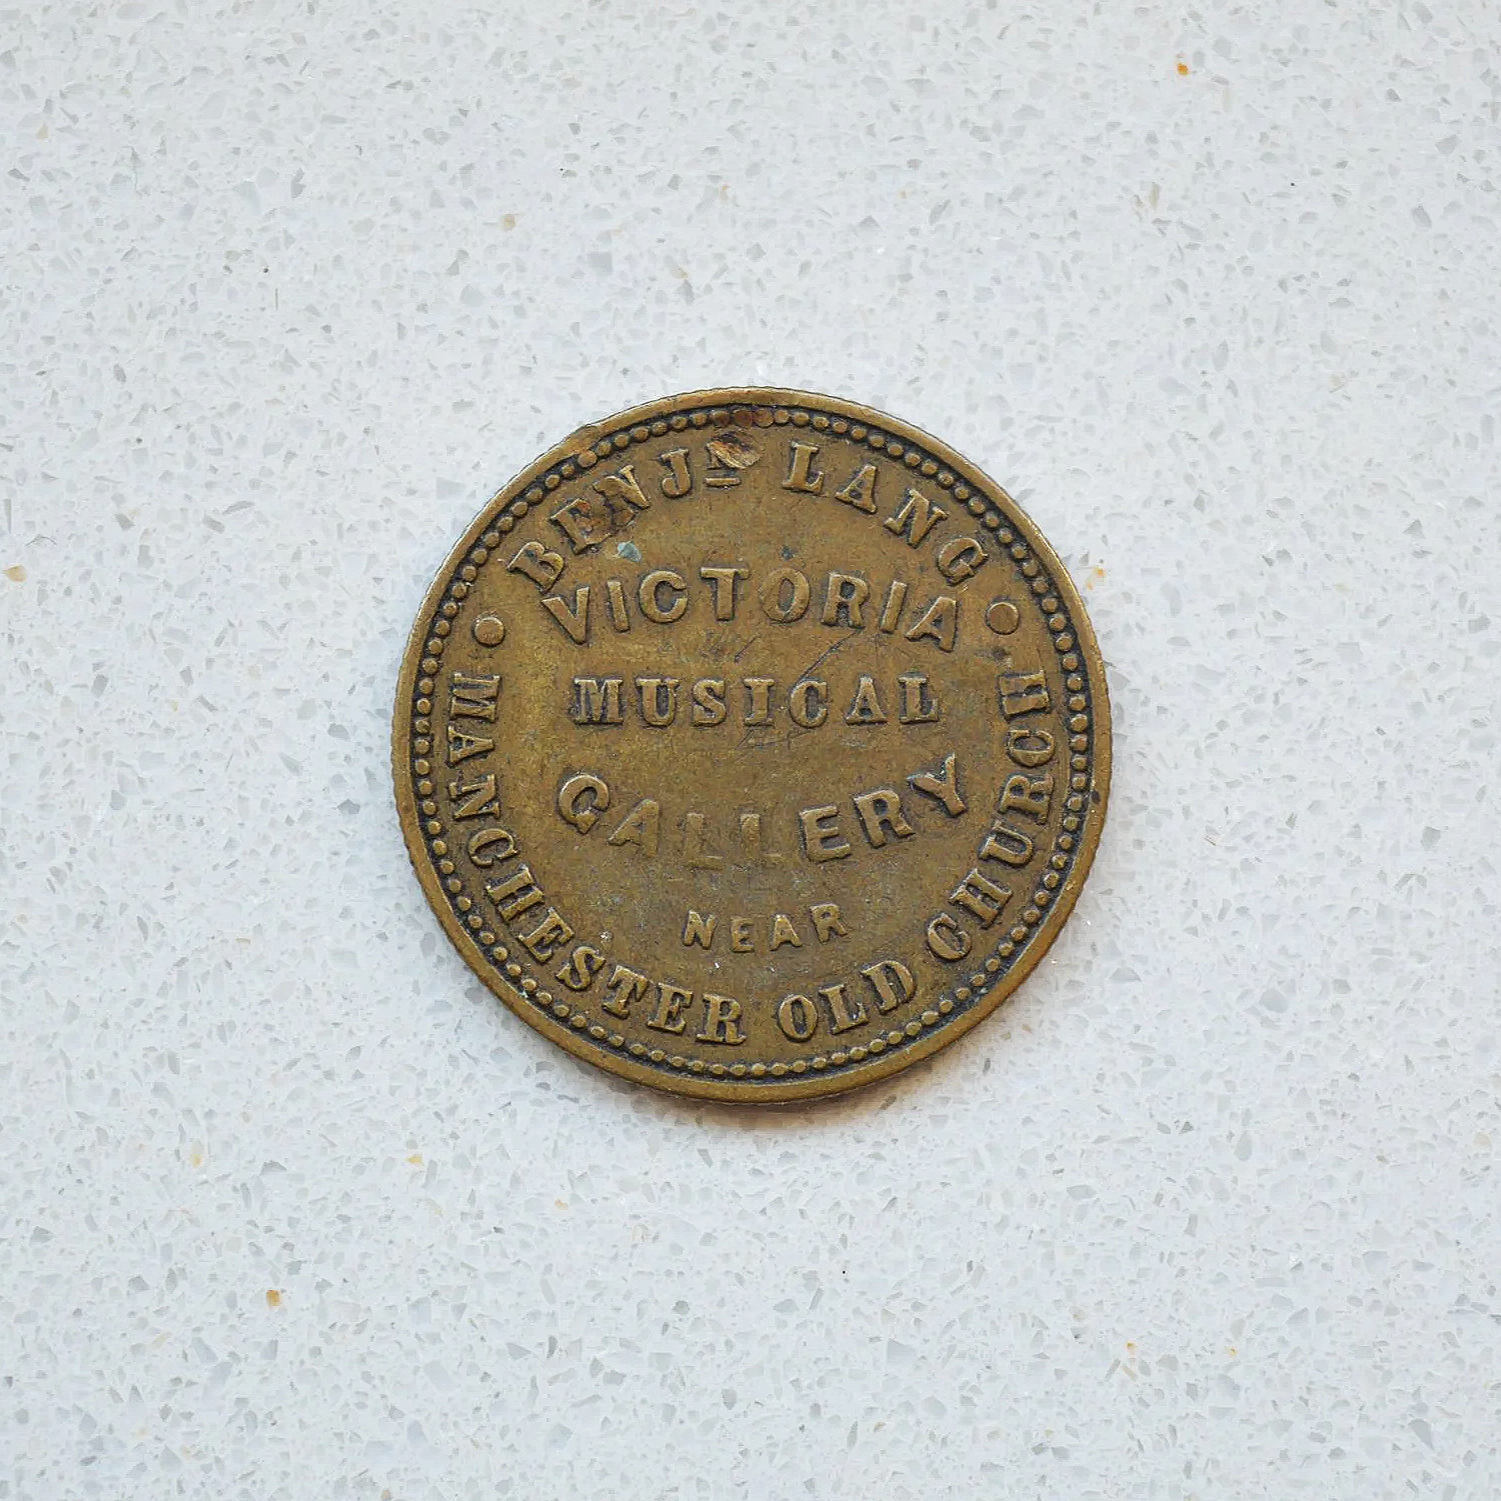 BENJN LANG
VICTORIA
MUSICAL
GALLERY
NEAR
MANCHESTER OLD CHURCH